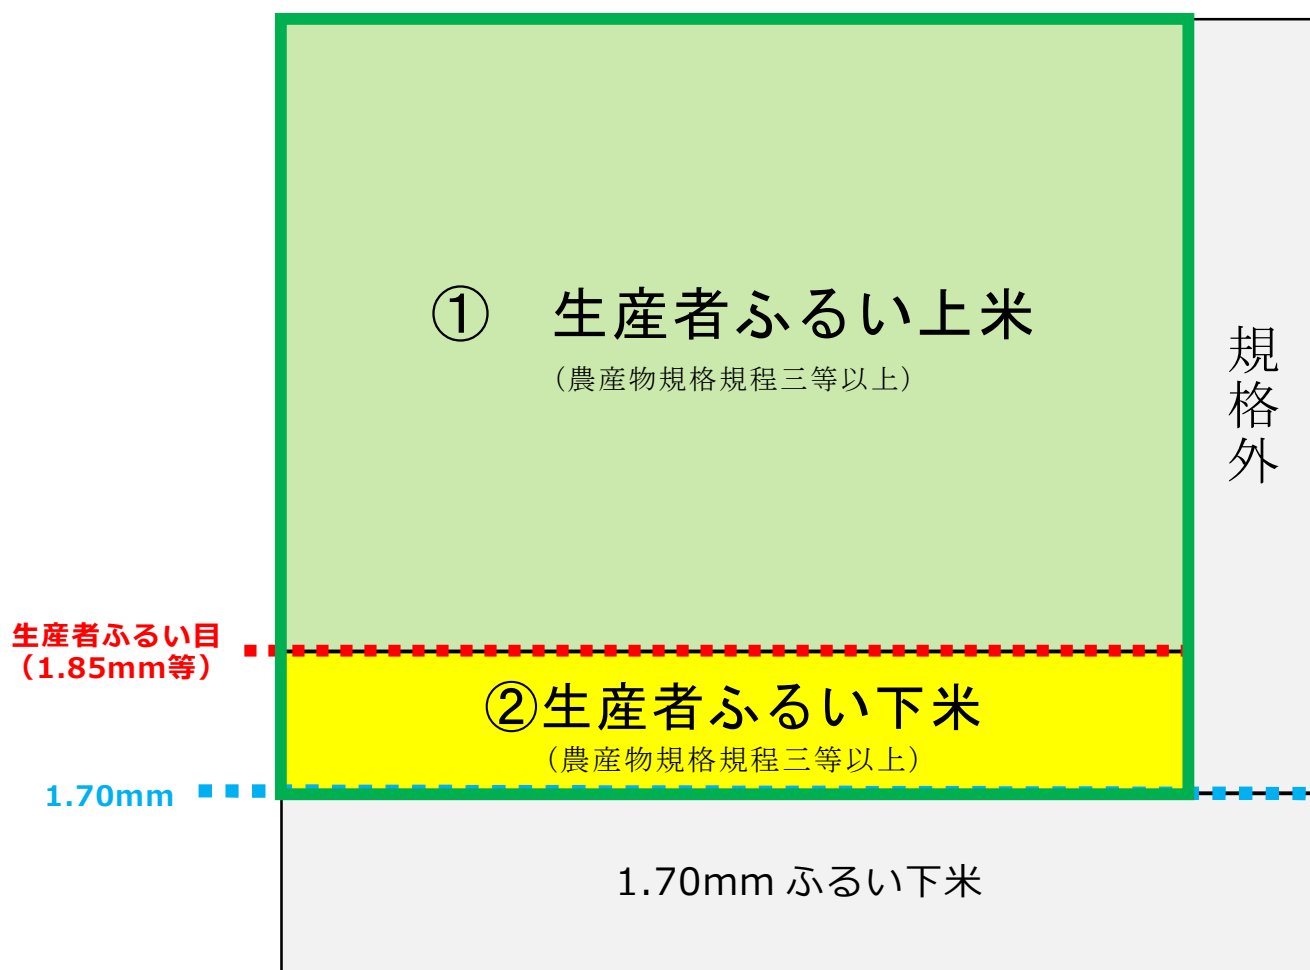 ① 生産者ふるい上米
（農産物規格規程三等以上）
規格外
生産者ふるい目
（1.85mm等）
②生産者ふるい下米
（農産物規格規程三等以上）
1.70mm
1.70mm ふるい下米